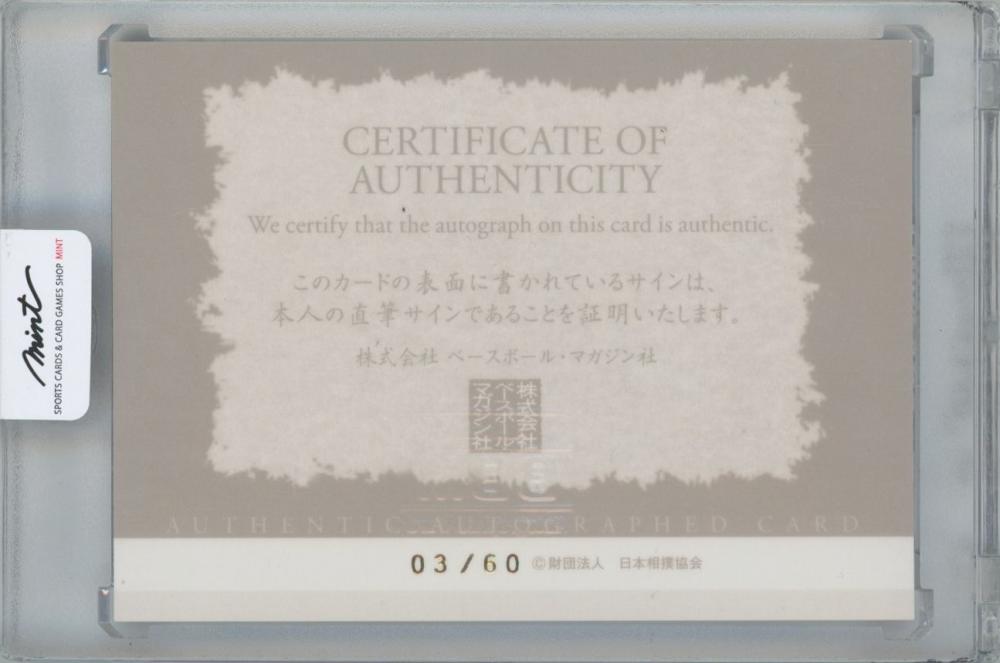 CERTIFICATE OF
AUTHENTICITY
We certify that the autograph on this card is authentic.
このカードの表面に書かれているサインは、
本人の直筆サインであることを証明いたします。
株式会社 ベースボール・マガジン社
株式会社
ベースボール
マガジン社
AUTHENTIC AUTOGRAPHED CARD
03/60 ©財団法人 日本相撲協会
mint
SPORTS CARDS & CARD GAMES SHOP MINT